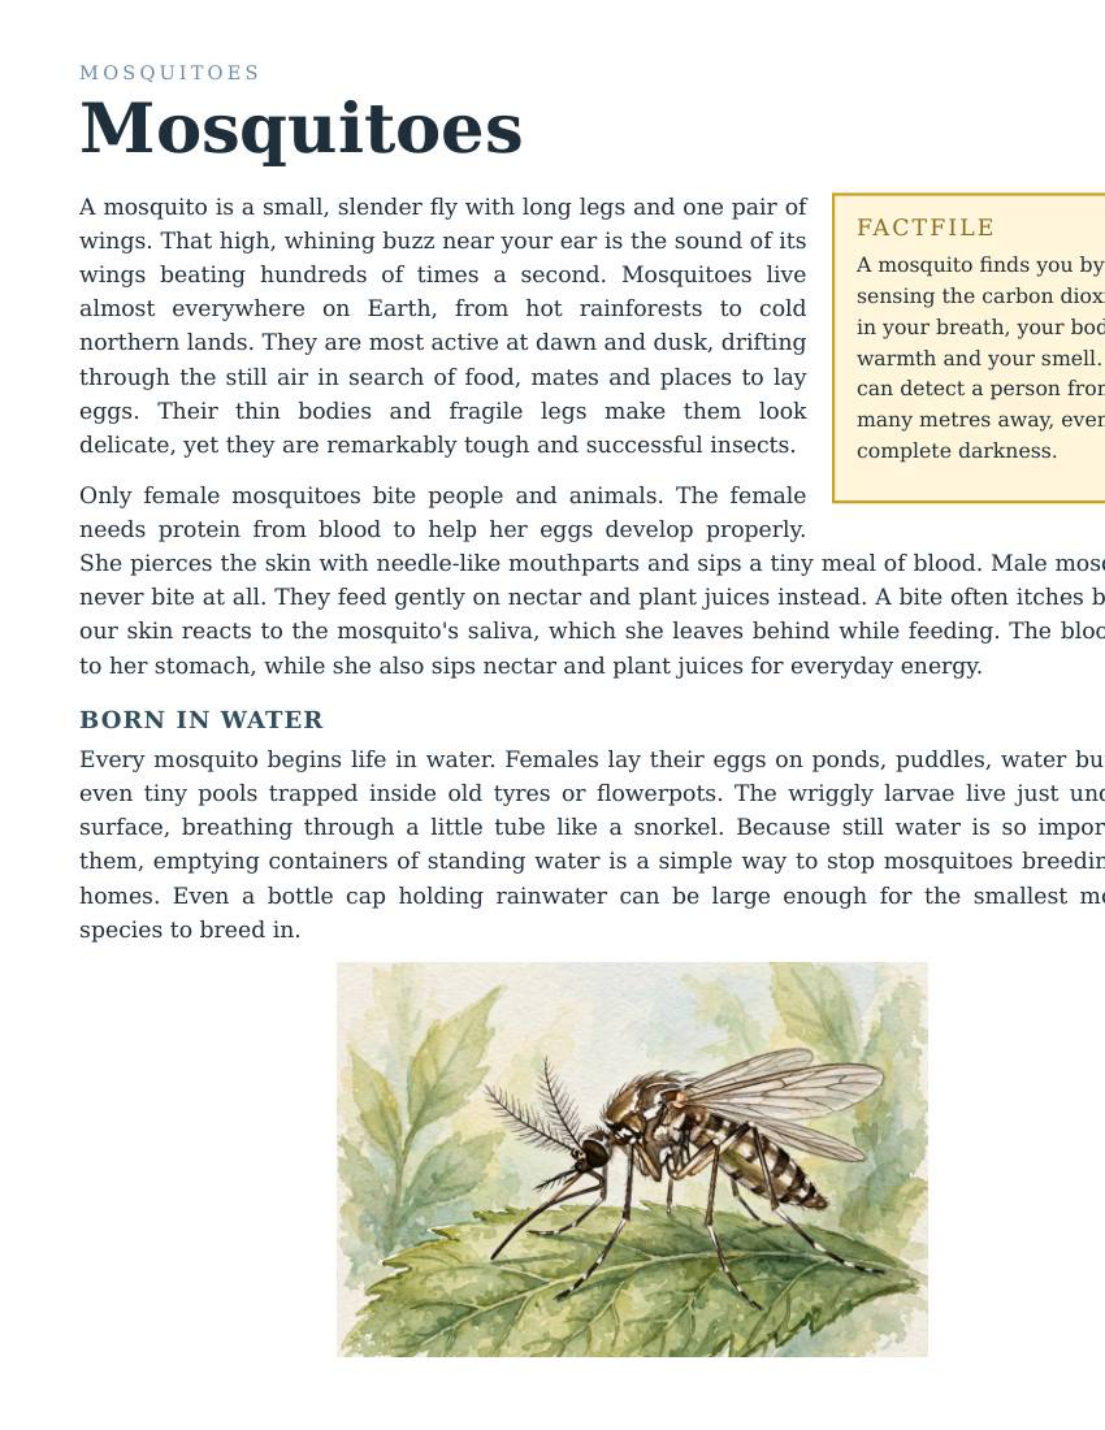 MOSQUITOES
Mosquitoes
A mosquito is a small, slender fly with long legs and one pair of
wings. That high, whining buzz near your ear is the sound of its
wings beating hundreds of times a second. Mosquitoes live
almost everywhere on Earth, from hot rainforests to cold
northern lands. They are most active at dawn and dusk, drifting
through the still air in search of food, mates and places to lay
eggs. Their thin bodies and fragile legs make them look
delicate, yet they are remarkably tough and successful insects.
FACTFILE
A mosquito finds you by
sensing the carbon
in your breath, your
warmth and your smell.
can detect a person
many metres away,
complete darkness.
Only female mosquitoes bite people and animals. The female
needs protein from blood to help her eggs develop properly.
She pierces the skin with needle-like mouthparts and sips a tiny meal of blood. Male
never bite at all. They feed gently on nectar and plant juices instead. A bite often itches
our skin reacts to the mosquito's saliva, which she leaves behind while feeding. The
to her stomach, while she also sips nectar and plant juices for everyday energy.
BORN IN WATER
Every mosquito begins life in water. Females lay their eggs on ponds, puddles, water
even tiny pools trapped inside old tyres or flowerpots. The wriggly larvae live just
surface, breathing through a little tube like a snorkel. Because still water is so
them, emptying containers of standing water is a simple way to stop mosquitoes
homes. Even a bottle cap holding rainwater can be large enough for the smallest
species to breed in.